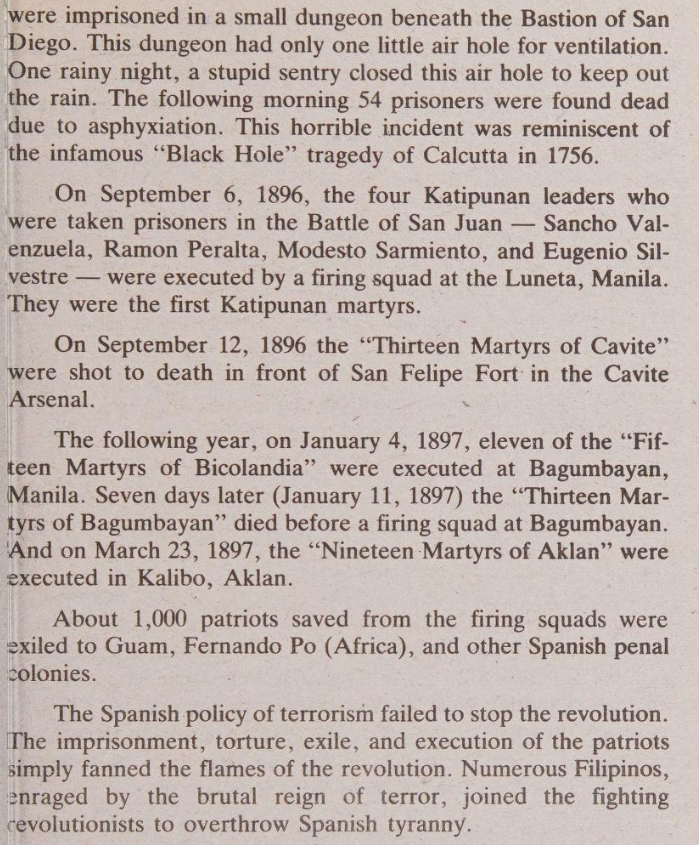 were imprisoned in a small dungeon beneath the Bastion of San
Diego. This dungeon had only one little air hole for ventilation.
One rainy night, a stupid sentry closed this air hole to keep out
the rain. The following morning 54 prisoners were found dead
due to asphyxiation. This horrible incident was reminiscent of
the infamous “Black Hole” tragedy of Calcutta in 1756.
On September 6, 1896, the four Katipunan leaders who
were taken prisoners in the Battle of San Juan — Sancho Val-
enzuela, Ramon Peralta, Modesto Sarmiento, and Eugenio Sil-
vestre — were executed by a firing squad at the Luneta, Manila.
They were the first Katipunan martyrs.
On September 12, 1896 the “Thirteen Martyrs of Cavite”
were shot to death in front of San Felipe Fort in the Cavite
Arsenal.
The following year, on January 4, 1897, eleven of the “Fif-
teen Martyrs of Bicolandia” were executed at Bagumbayan,
Manila. Seven days later (January 11, 1897) the “Thirteen Mar-
tyrs of Bagumbayan” died before a firing squad at Bagumbayan.
And on March 23, 1897, the “Nineteen Martyrs of Aklan” were
executed in Kalibo, Aklan.
About 1,000 patriots saved from the firing squads were
exiled to Guam, Fernando Po (Africa), and other Spanish penal
colonies.
The Spanish policy of terrorism failed to stop the revolution.
The imprisonment, torture, exile, and execution of the patriots
simply fanned the flames of the revolution. Numerous Filipinos,
enraged by the brutal reign of terror, joined the fighting
revolutionists to overthrow Spanish tyranny.